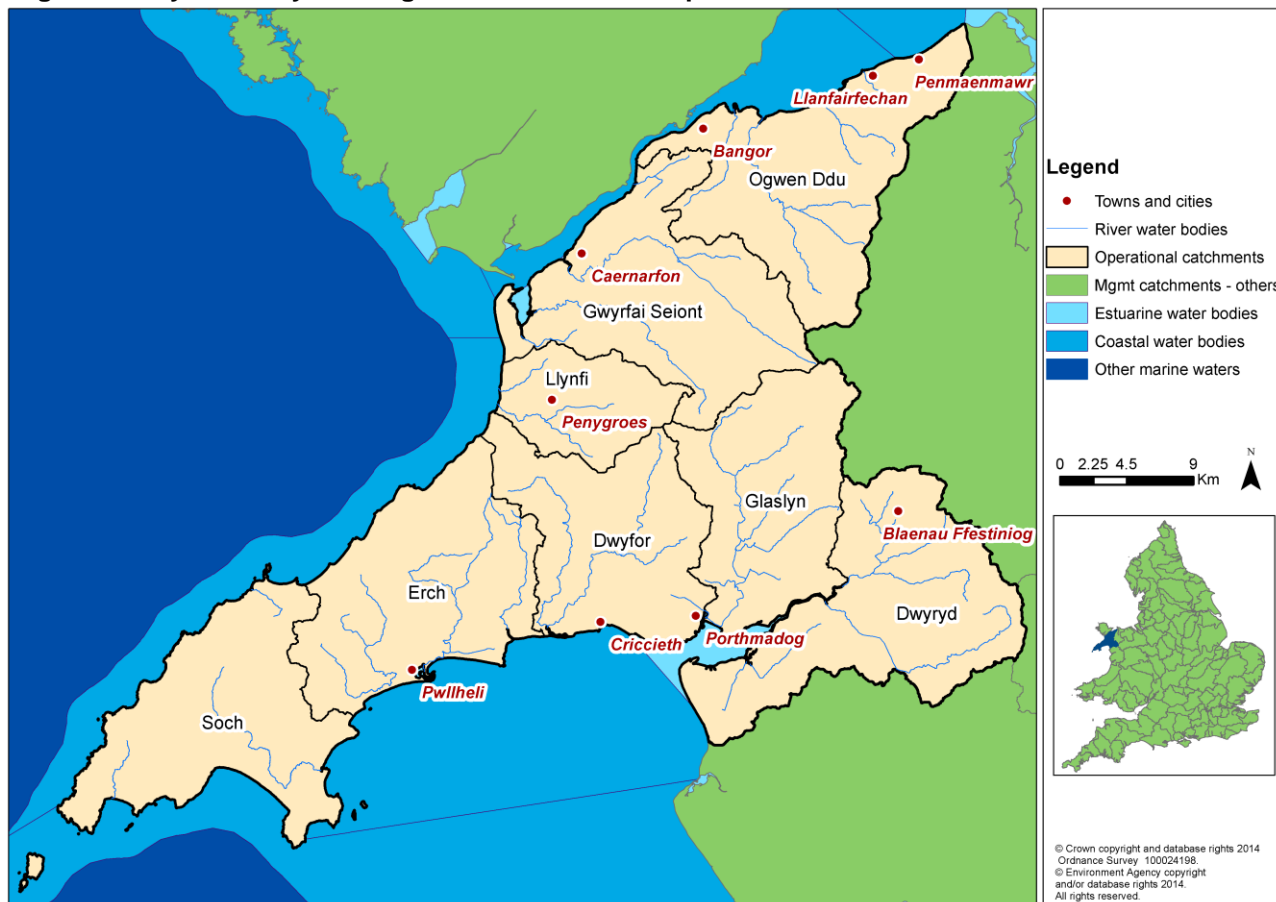 Llanfairfechan
Penmaenmawr
Bangor
Ogwen Ddu
Caernarfon
Gwyrfai Seiont
Llynfi
Penygroes
Glaslyn
Blaenau Ffestiniog
Dwyfor
Erch
Dwyryd
Criccieth
Porthmadog
Pwllheli
Soch
Legend
Towns and cities
River water bodies
Operational catchments
Mgmt catchments - others
Estuarine water bodies
Coastal water bodies
Other marine waters
0 2.25 4.5 9
Km
N
© Crown copyright and database rights 2014
Ordnance Survey 100024198.
© Environment Agency copyright
and/or database rights 2014.
All rights reserved.